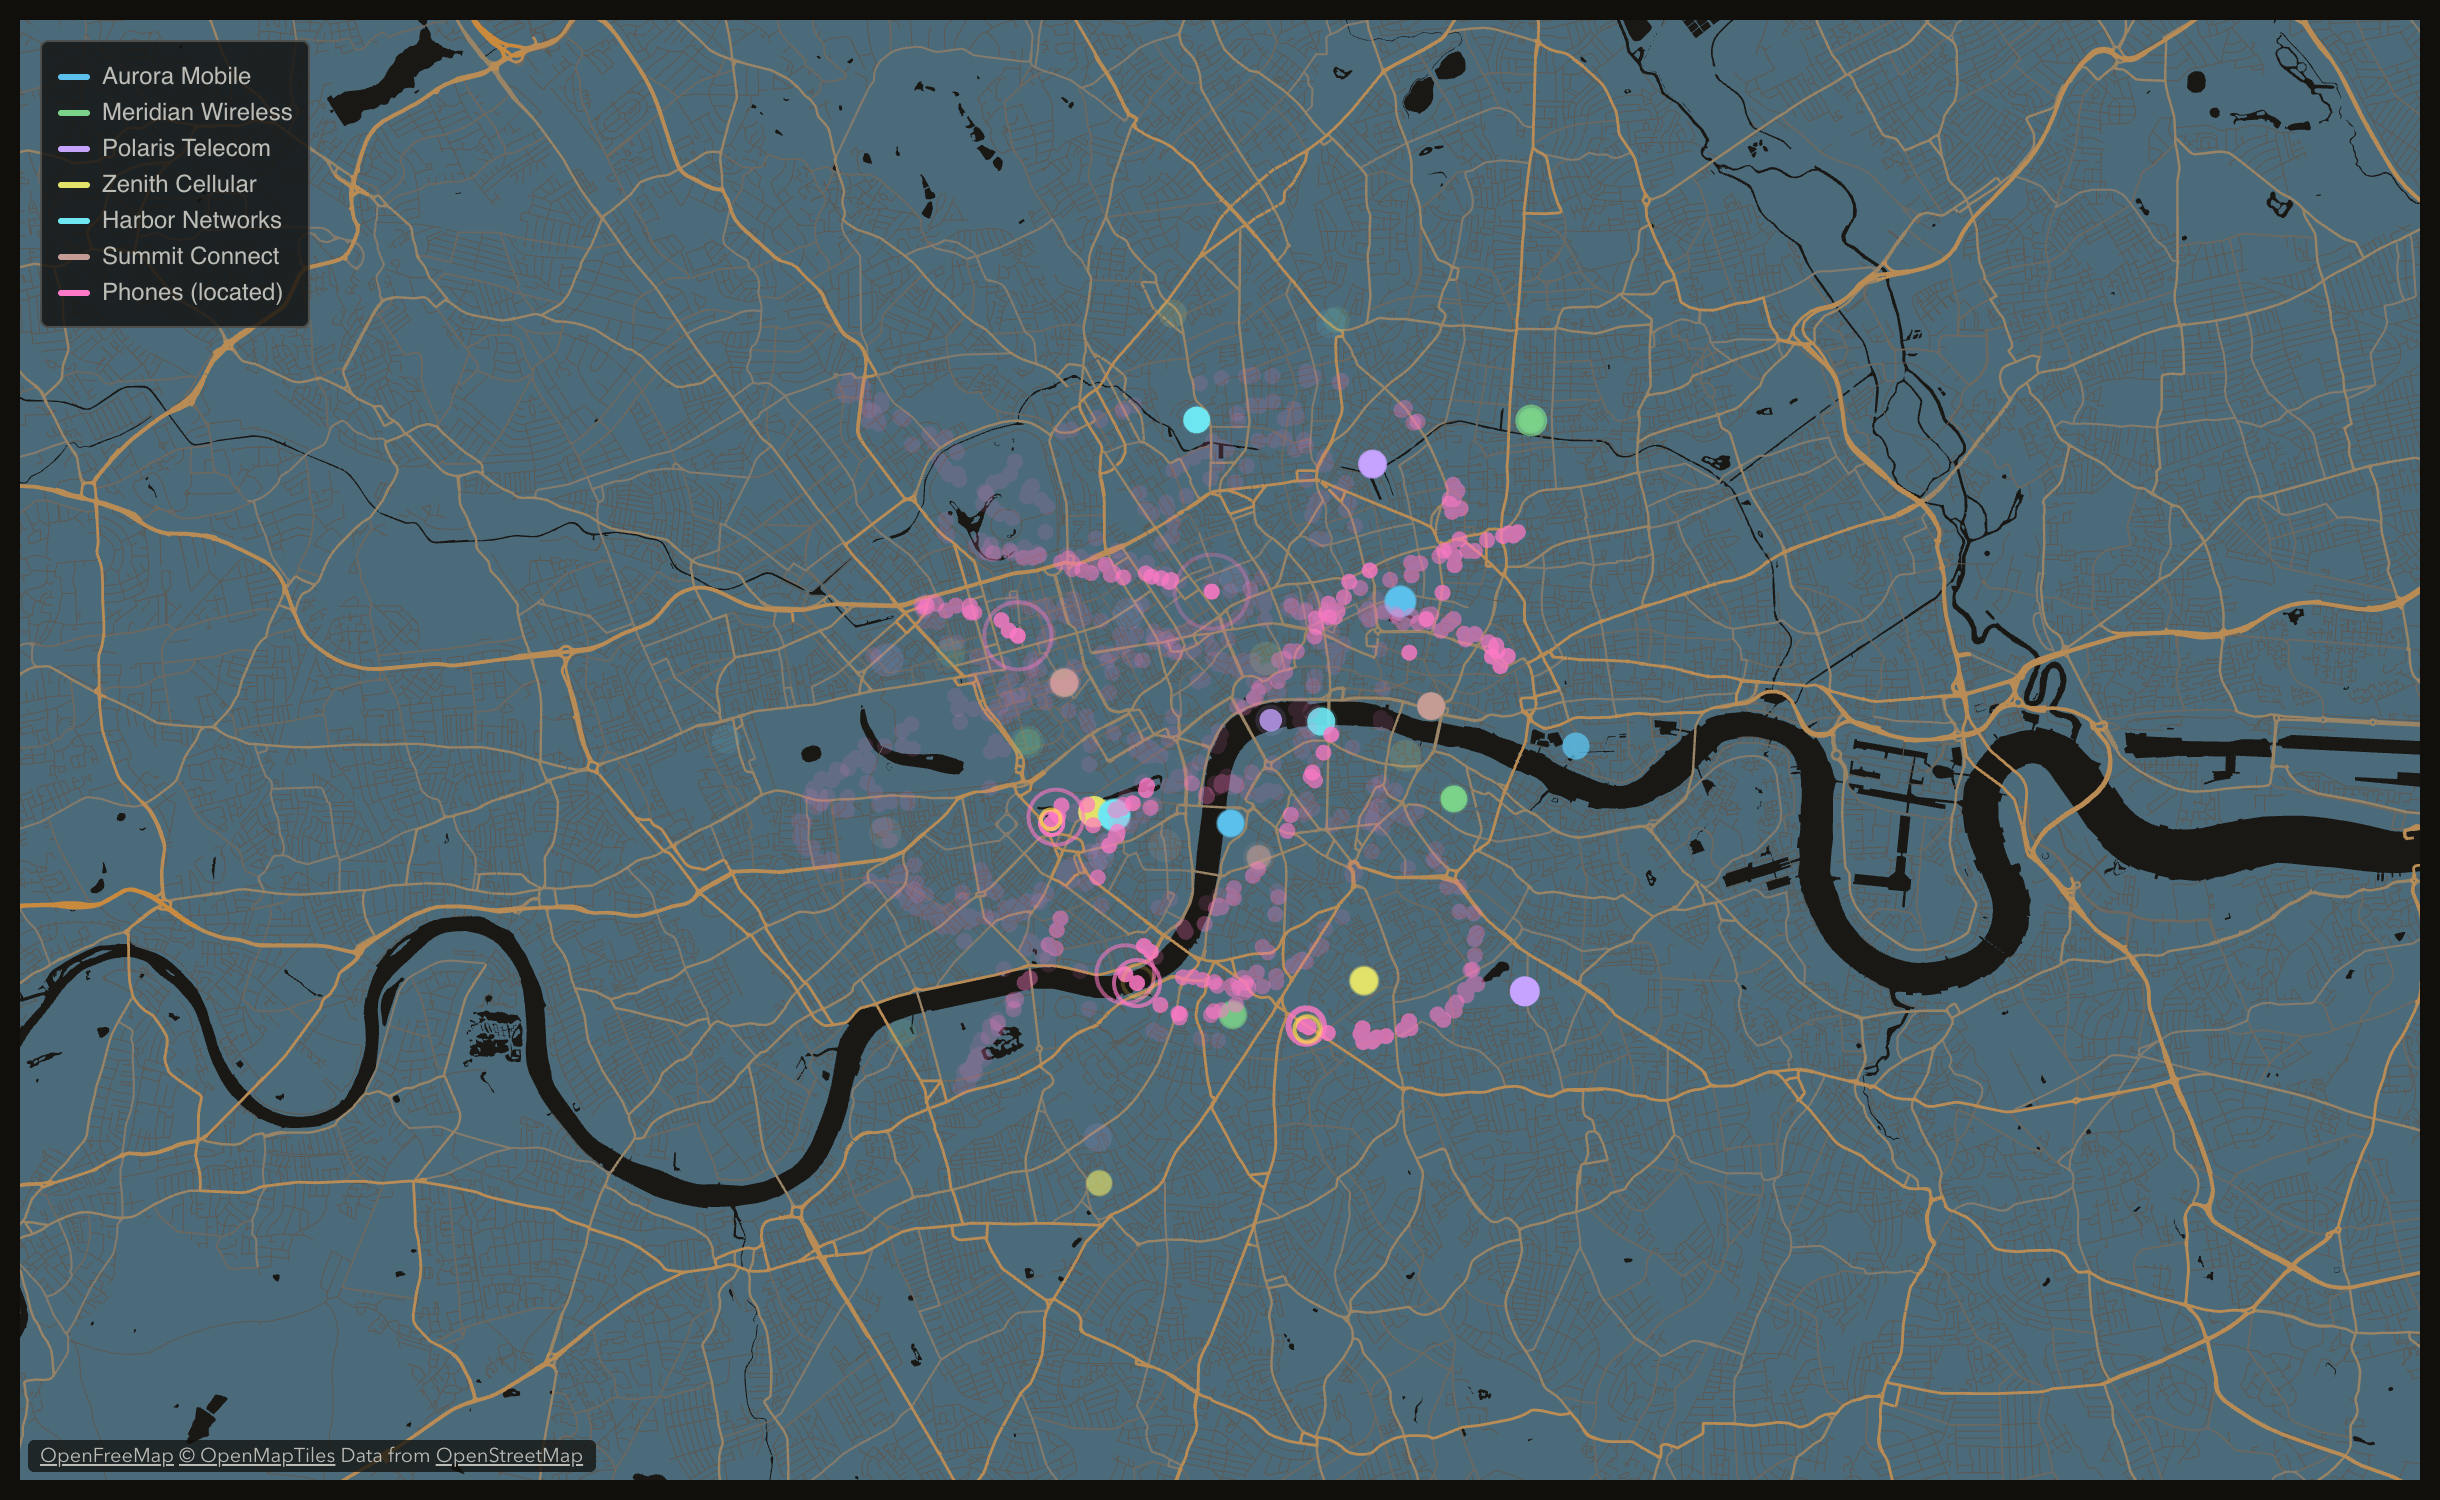 Aurora Mobile
Meridian Wireless
Polaris Telecom
Zenith Cellular
Harbor Networks
Summit Connect
Phones (located)
OpenFreeMap © OpenMapTiles Data from OpenStreetMap